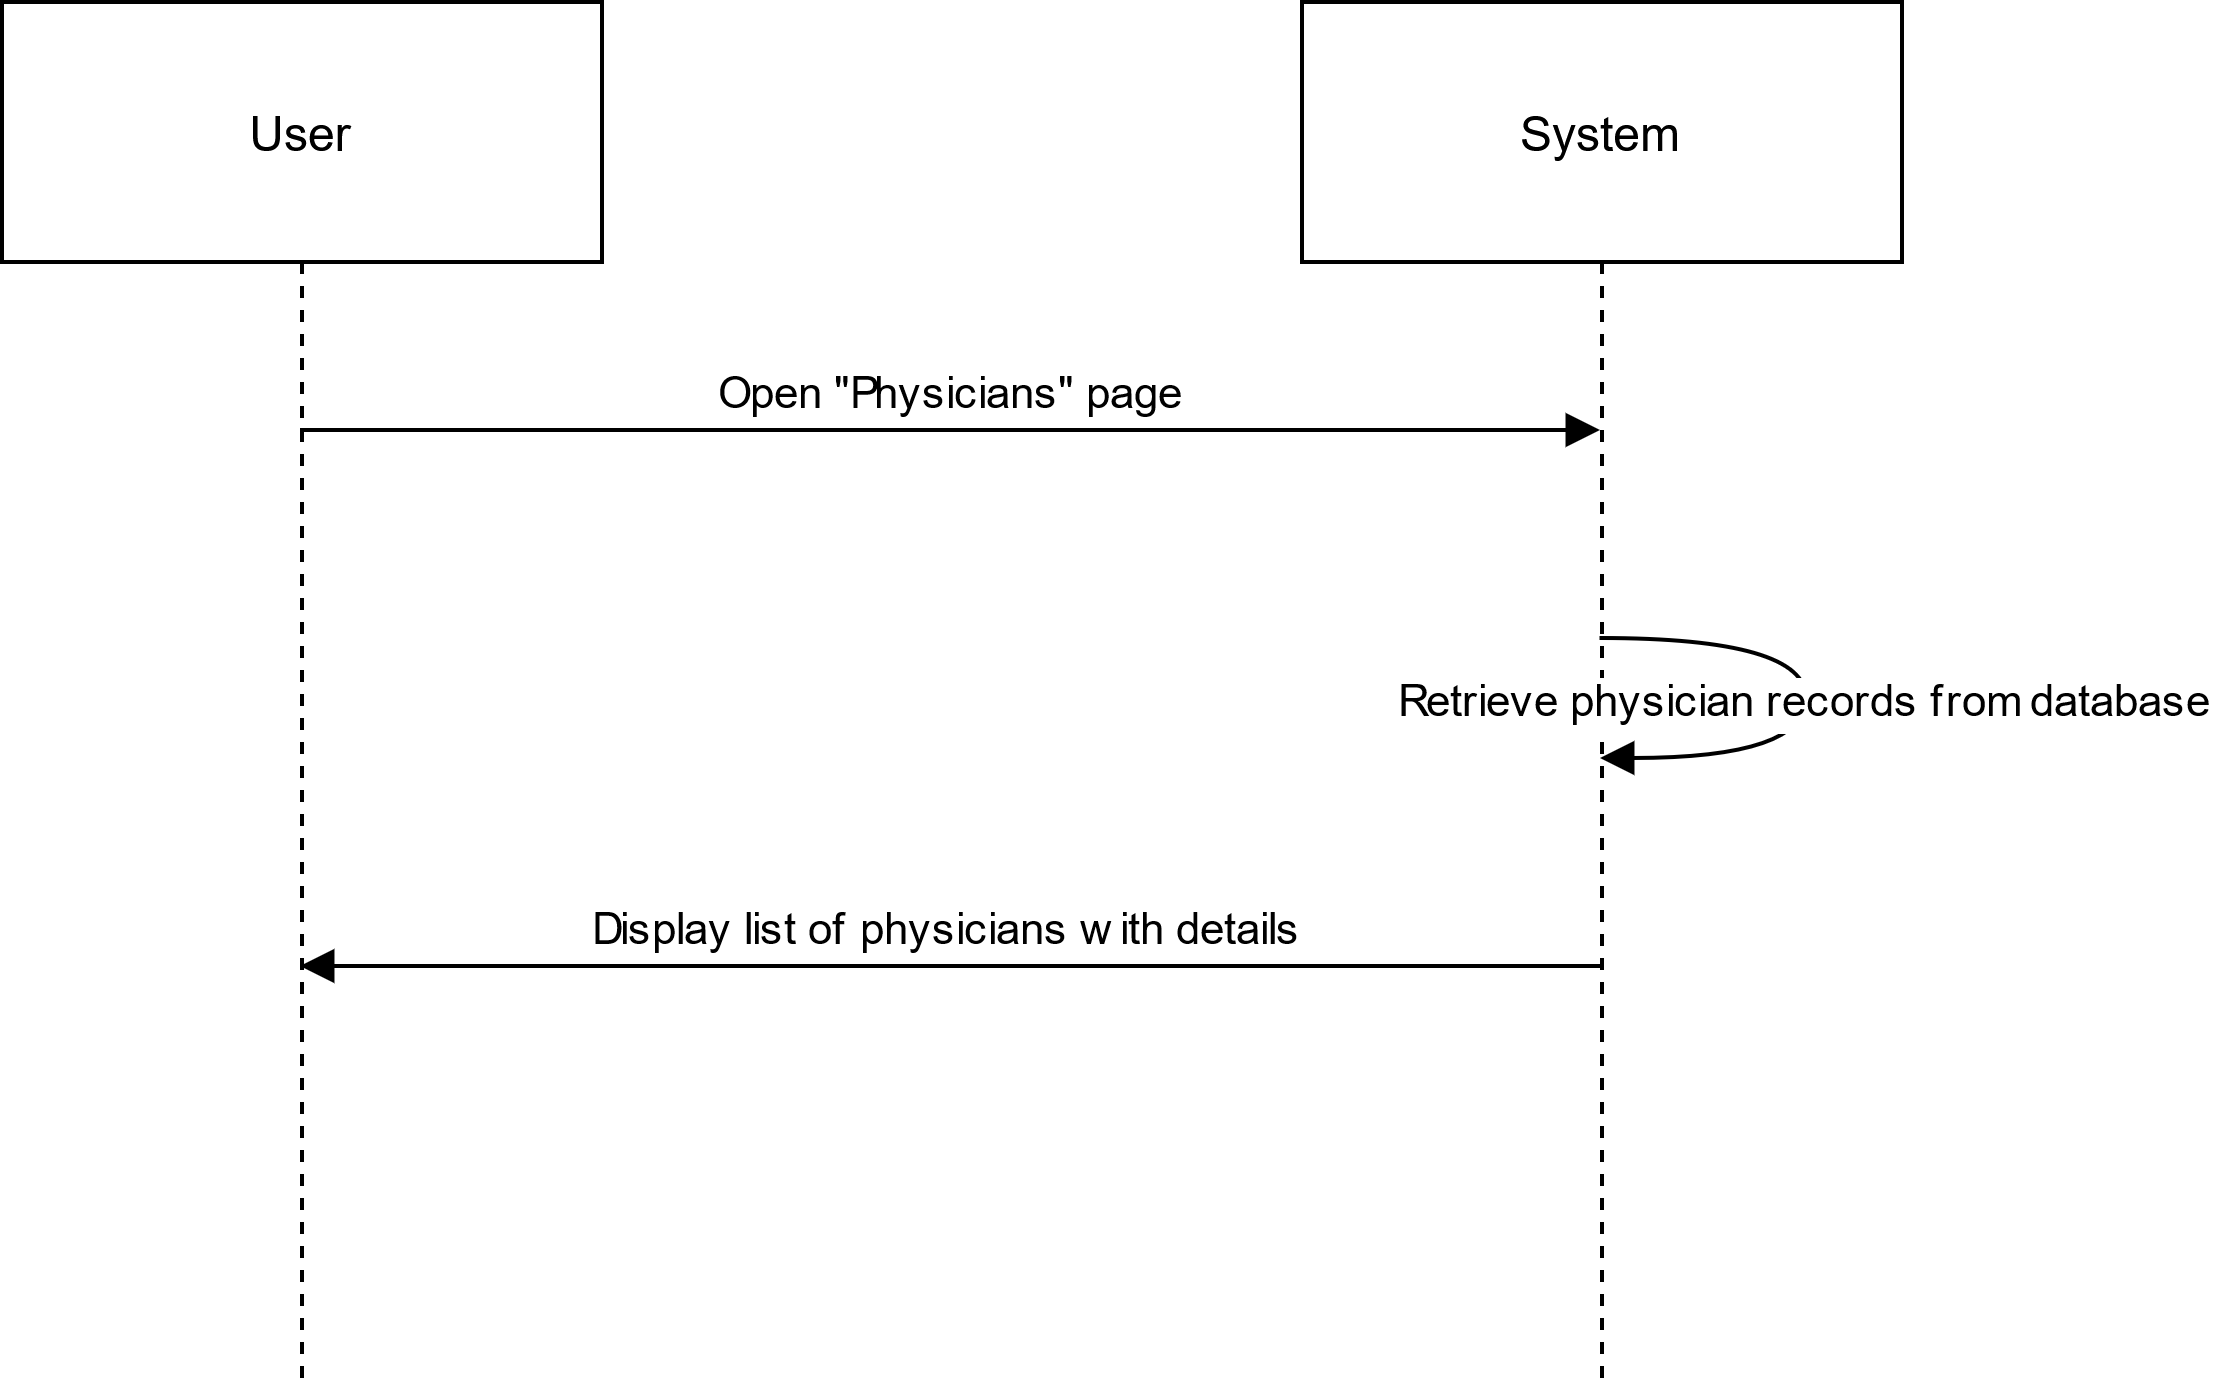 User
System
Open "Physicians" page
Retrieve physician records from database
Display list of physicians with details